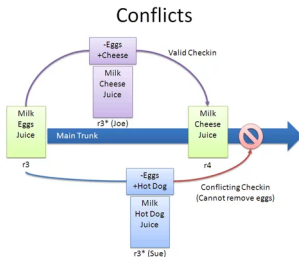 Conflicts
-Eggs
+Cheese
Valid Checkin
Milk
Cheese
Juice
r3* (Joe)
Milk
Eggs
Juice
r3
Main Trunk
Milk
Cheese
Juice
r4
-Eggs
+Hot Dog
Conflicting Checkin
(Cannot remove eggs)
Milk
Hot Dog
Juice
r3* (Sue)